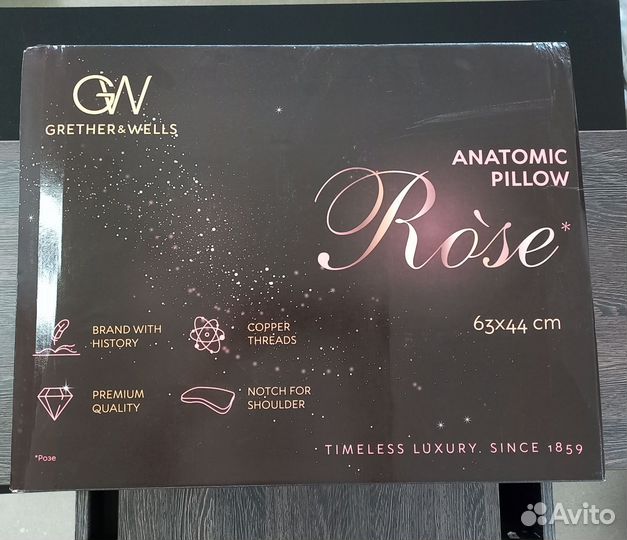 GW
GRETHER&WELLS
ANATOMIC
PILLOW
Ròse*
63x44 cm
BRAND WITH
HISTORY
COPPER
THREADS
PREMIUM
QUALITY
NOTCH FOR
SHOULDER
TIMELESS LUXURY. SINCE 1859
*Розе
Avito